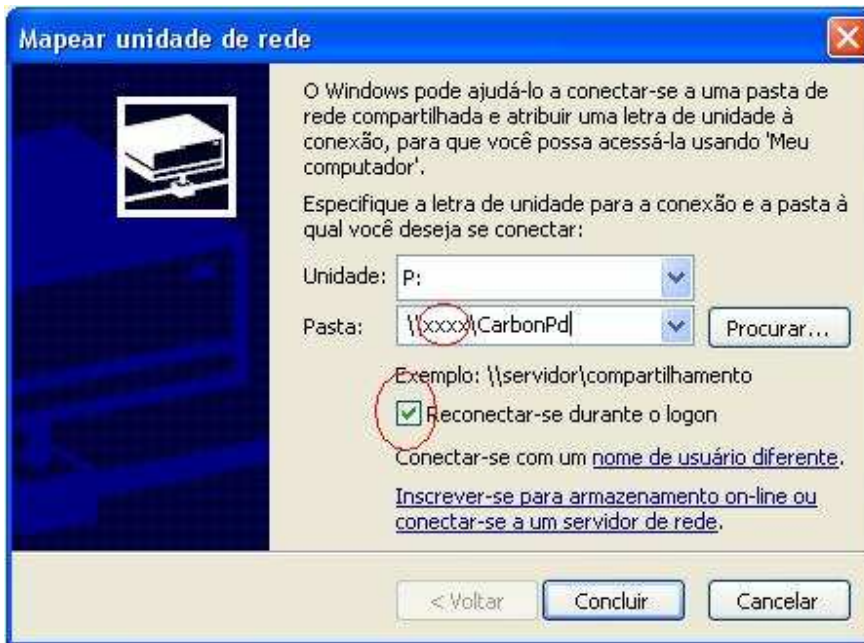 Mapear unidade de rede
O Windows pode ajudá-lo a conectar-se a uma pasta de
rede compartilhada e atribuir uma letra de unidade à
conexão, para que você possa acessá-la usando 'Meu
computador'.
Especifique a letra de unidade para a conexão e a pasta à
qual você deseja se conectar:
Unidade: P:
Pasta: \\xxxx\CarbonPd Procurar...
Exemplo: \\servidor\compartilhamento
Reconectar-se durante o logon
Conectar-se com um nome de usuário diferente.
Inscrever-se para armazenamento on-line ou
conectar-se a um servidor de rede.
< Voltar Concluir Cancelar